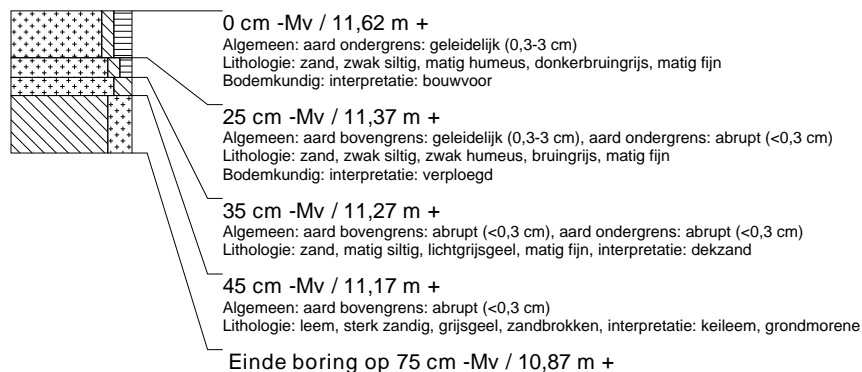 0 cm -Mv / 11,62 m +
Algemeen: aard ondergrens: geleidelijk (0,3-3 cm)
Lithologie: zand, zwak siltig, matig humeus, donkerbruingrijs, matig fijn
Bodemkundig: interpretatie: bouwvoor
25 cm -Mv / 11,37 m +
Algemeen: aard bovengrens: geleidelijk (0,3-3 cm), aard ondergrens: abrupt (<0,3 cm)
Lithologie: zand, zwak siltig, zwak humeus, bruingrijs, matig fijn
Bodemkundig: interpretatie: verploegd
35 cm -Mv / 11,27 m +
Algemeen: aard bovengrens: abrupt (<0,3 cm), aard ondergrens: abrupt (<0,3 cm)
Lithologie: zand, matig siltig, lichtgrijsgeel, matig fijn, interpretatie: dekzand
45 cm -Mv / 11,17 m +
Algemeen: aard bovengrens: abrupt (<0,3 cm)
Lithologie: leem, sterk zandig, grijsgeel, zandbrokken, interpretatie: keileem, grondmorene
Einde boring op 75 cm -Mv / 10,87 m +